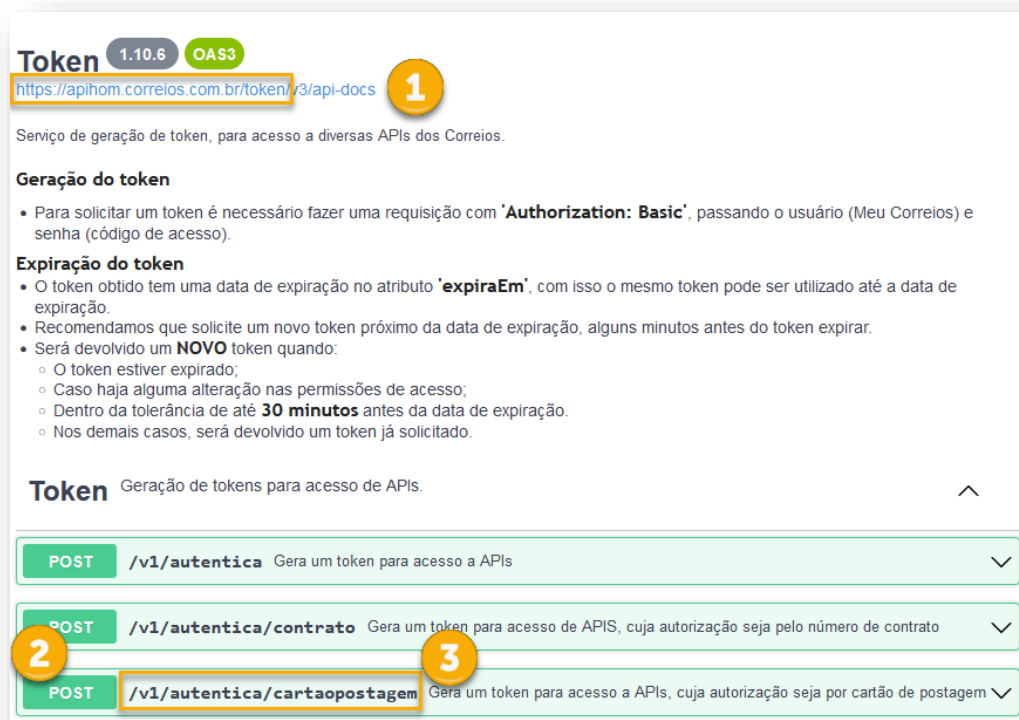 Token 1.10.6 OAS3
https://apihom.correios.com.br/token/v3/api-docs 1
Serviço de geração de token, para acesso a diversas APIs dos Correios.
Geração do token
• Para solicitar um token é necessário fazer uma requisição com 'Authorization: Basic', passando o usuário (Meu Correios) e
senha (código de acesso).
Expiração do token
• O token obtido tem uma data de expiração no atributo 'expiraEm', com isso o mesmo token pode ser utilizado até a data de
expiração.
• Recomendamos que solicite um novo token próximo da data de expiração, alguns minutos antes do token expirar.
• Será devolvido um NOVO token quando:
◦ O token estiver expirado;
◦ Caso haja alguma alteração nas permissões de acesso;
◦ Dentro da tolerância de até 30 minutos antes da data de expiração.
◦ Nos demais casos, será devolvido um token já solicitado.
Token Geração de tokens para acesso de APIs.
POST /v1/autentica Gera um token para acesso a APIs
POST /v1/autentica/contrato Gera um token para acesso de APIS, cuja autorização seja pelo número de contrato
2 3
POST /v1/autentica/cartaopostagem Gera um token para acesso a APIs, cuja autorização seja por cartão de postagem